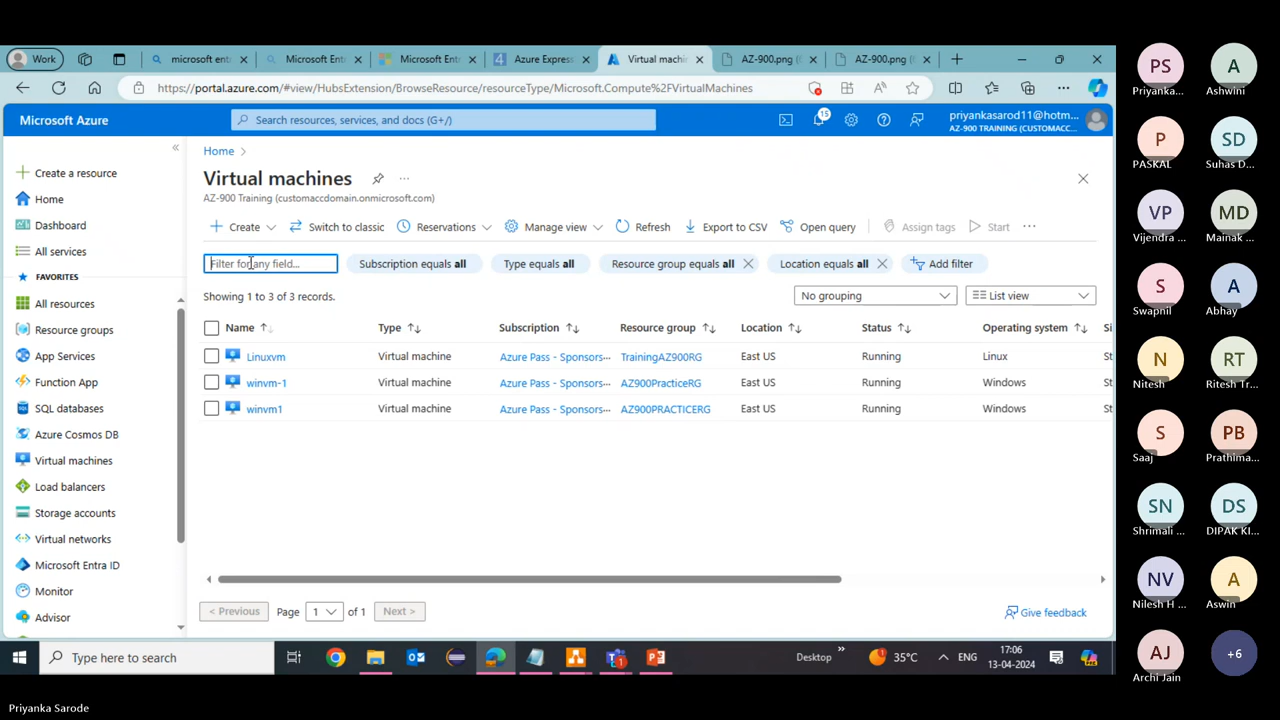 Work
microsoft entr
Microsoft Ent
Microsoft Ent
Azure Express
Virtual machin
AZ-900.png (
AZ-900.png (
https://portal.azure.com/#view/HubsExtension/BrowseResource/resourceType/Microsoft.Compute%2FVirtualMachines
Microsoft Azure
Search resources, services, and docs (G+/)
15
priyankasarod11@hotm...
AZ-900 TRAINING (CUSTOMACC...
Create a resource
Home
Dashboard
All services
FAVORITES
All resources
Resource groups
App Services
Function App
SQL databases
Azure Cosmos DB
Virtual machines
Load balancers
Storage accounts
Virtual networks
Microsoft Entra ID
Monitor
Advisor
Home
Virtual machines
AZ-900 Training (customaccdomain.onmicrosoft.com)
Create Switch to classic Reservations Manage view Refresh Export to CSV Open query Assign tags Start
Filter for any field... Subscription equals all Type equals all Resource group equals all Location equals all Add filter
Showing 1 to 3 of 3 records.
No grouping
List view
Name Type Subscription Resource group Location Status Operating system Si
Linuxvm Virtual machine Azure Pass - Sponsors... TrainingAZ900RG East US Running Linux St
winvm-1 Virtual machine Azure Pass - Sponsors... AZ900PracticeRG East US Running Windows St
winvm1 Virtual machine Azure Pass - Sponsors... AZ900PRACTICERG East US Running Windows St
< Previous Page 1 of 1 Next >
Give feedback
Type here to search
1
Desktop
35°C
ENG
17:06
13-04-2024
PS
Priyanka...
A
Ashwini
P
PASKAL
SD
Suhas D...
VP
Vijendra ...
MD
Mainak ...
S
Swapnil
A
Abhay
N
Nitesh
RT
Ritesh Tr...
S
Saaj
PB
Prathima...
SN
Shrimali ...
DS
DIPAK KI...
NV
Nilesh H ...
A
Aswin
AJ
Archi Jain
+6
Priyanka Sarode